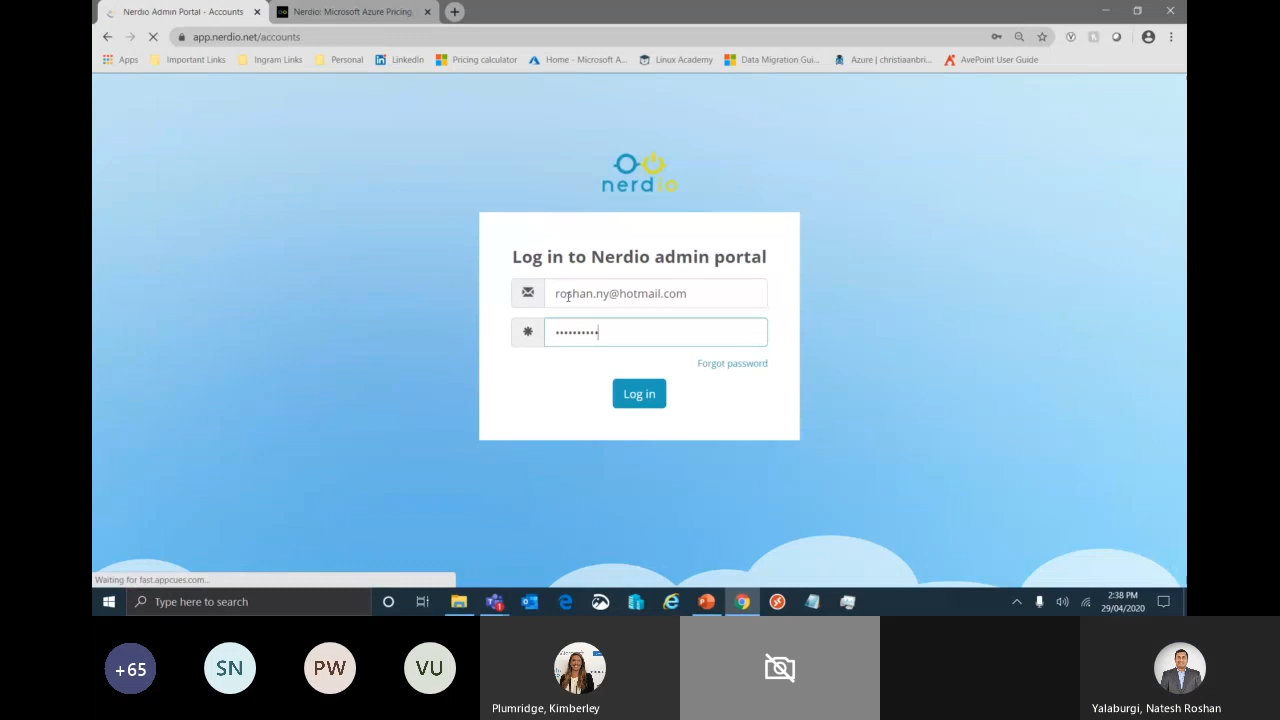 Nerdio Admin Portal - Accounts
Nerdio: Microsoft Azure Pricing
app.nerdio.net/accounts
Apps
Important Links
Ingram Links
Personal
LinkedIn
Pricing calculator
Home - Microsoft A...
Linux Academy
Data Migration Gui...
Azure | christiaanbri...
AvePoint User Guide
nerdio
Log in to Nerdio admin portal
roshan.ny@hotmail.com
••••••••••
Forgot password
Log in
Waiting for fast.appcues.com...
Type here to search
2:38 PM
29/04/2020
+65
SN
PW
VU
Plumridge, Kimberley
Yalaburgi, Natesh Roshan